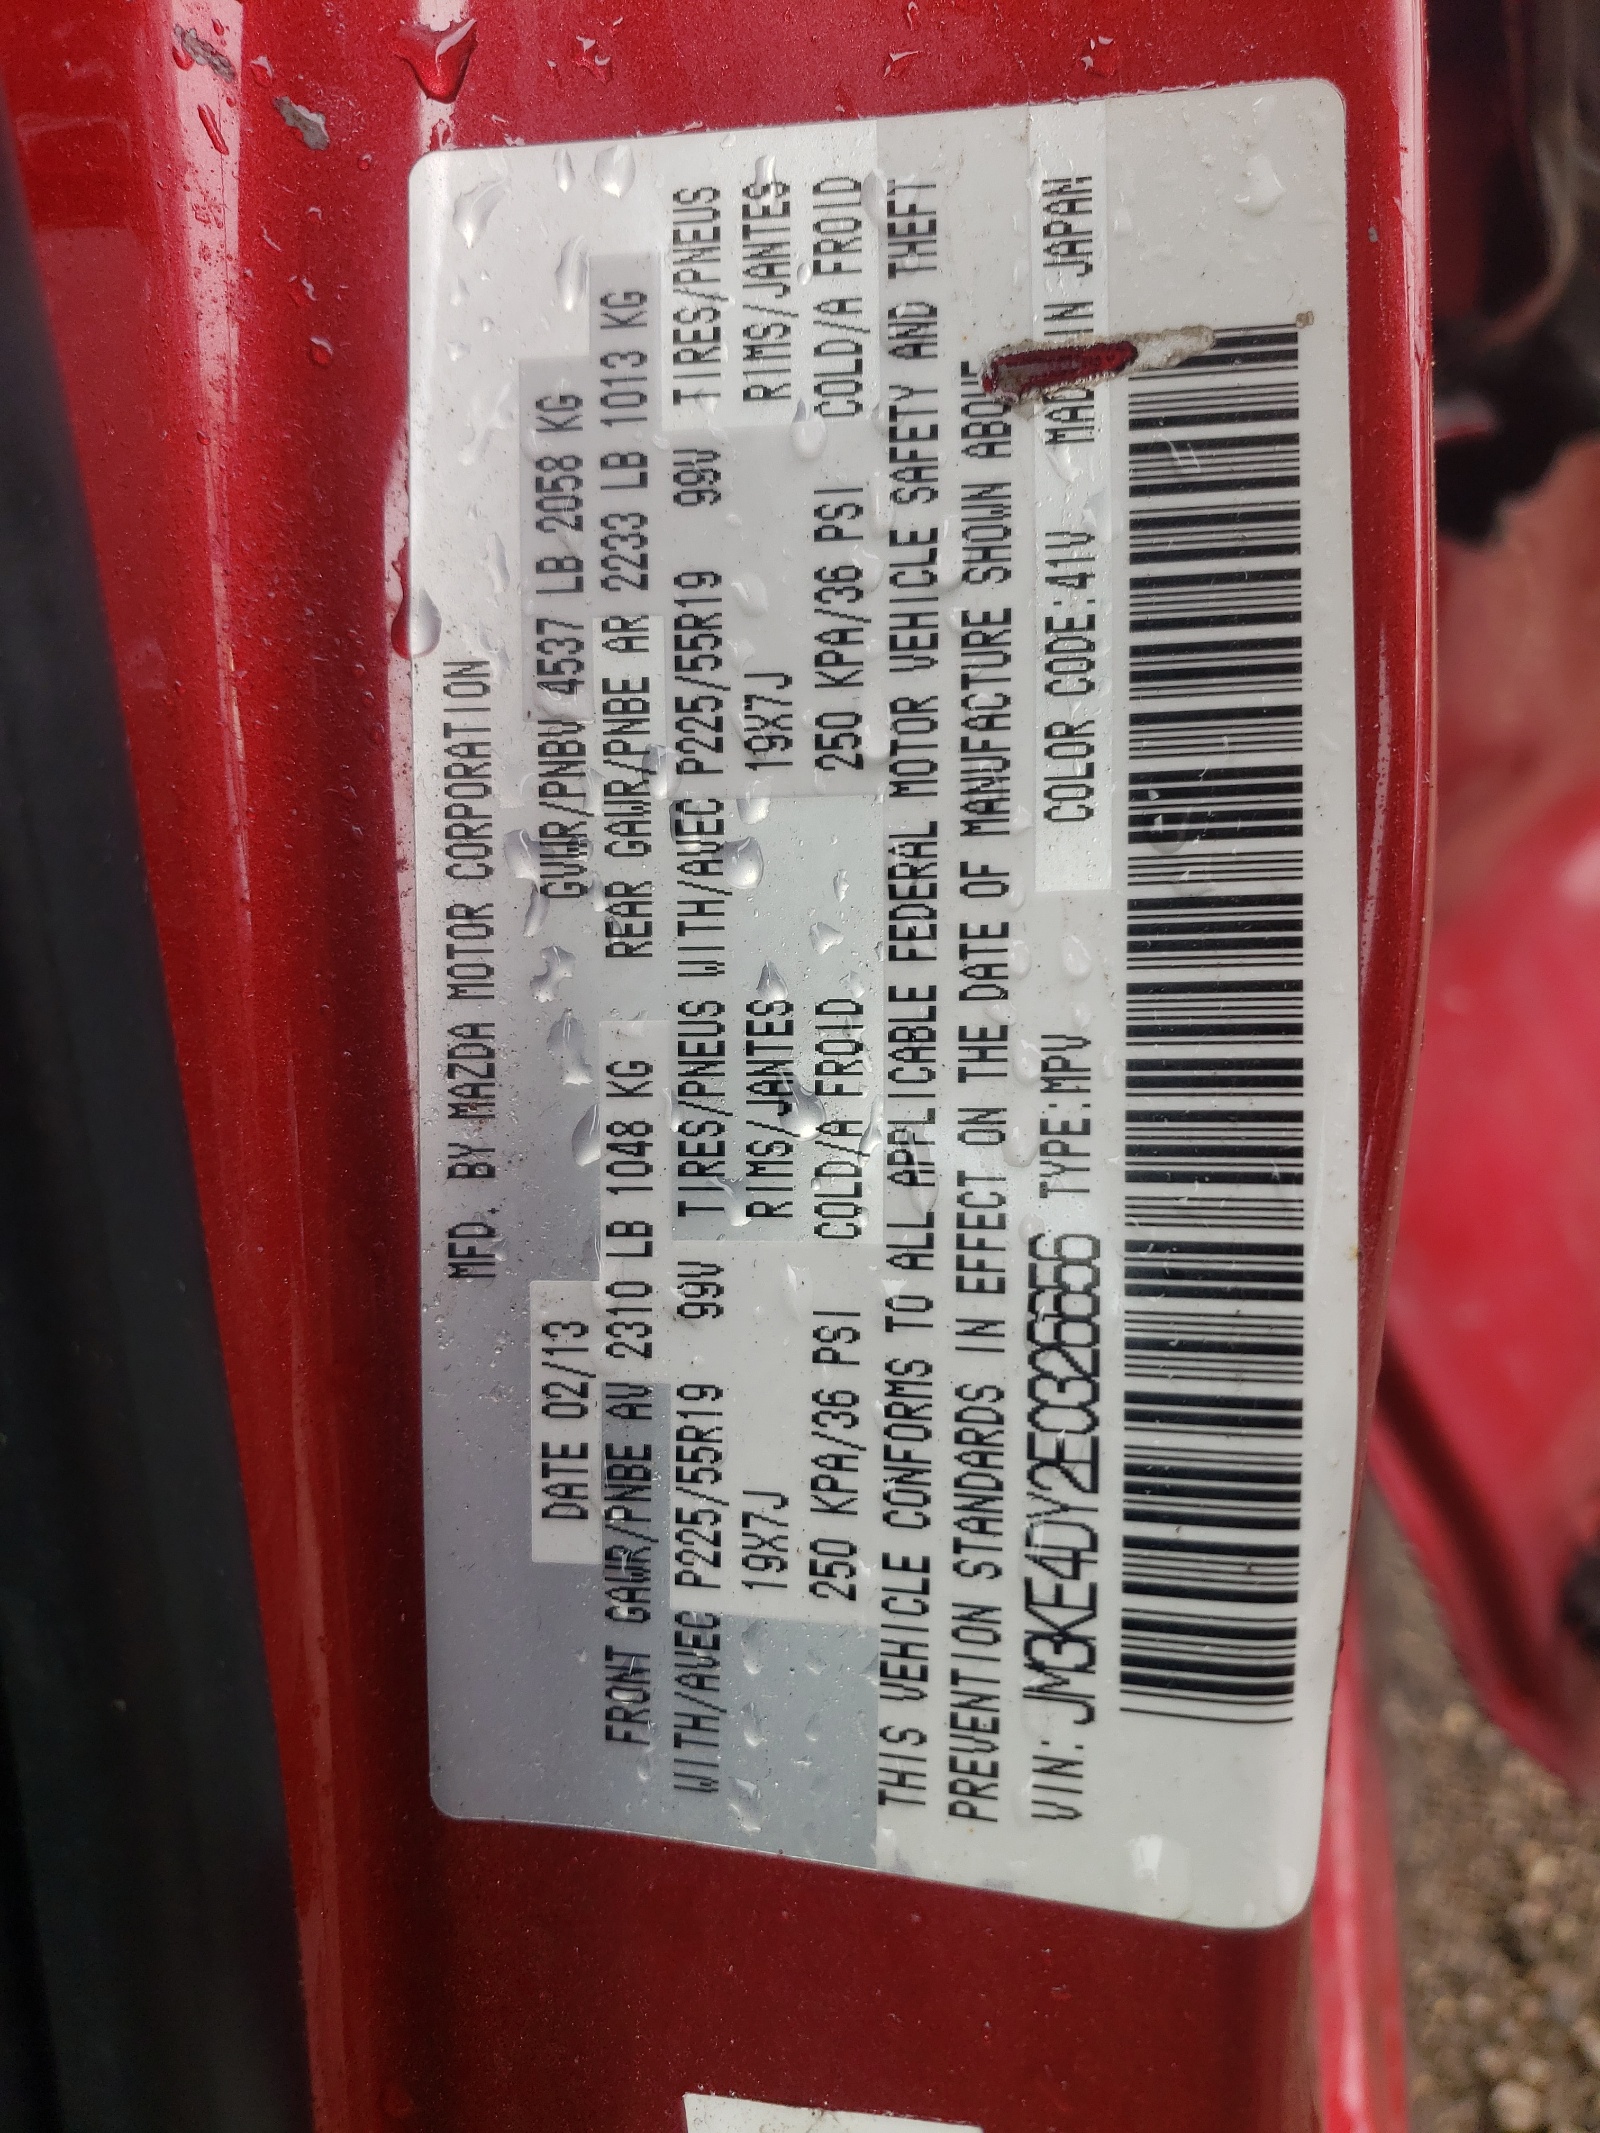 MFD. BY MAZDA MOTOR CORPORATION
DATE 02/13 GVWR/PNBV 4537 LB 2058 KG
FRONT GAWR/PNBE AV 2310 LB 1048 KG REAR GAWR/PNBE AR 2233 LB 1013 KG
WITH/AVEC P225/55R19 99V TIRES/PNEUS WITH/AVEC P225/55R19 99V TIRES/PNEUS
19X7J RIMS/JANTES 19X7J RIMS/JANTES
250 KPA/36 PSI COLD/A FROID 250 KPA/36 PSI COLD/A FROID
THIS VEHICLE CONFORMS TO ALL APPLICABLE FEDERAL MOTOR VEHICLE SAFETY AND THEFT
PREVENTION STANDARDS IN EFFECT ON THE DATE OF MANUFACTURE SHOWN ABOVE
VIN: JM3KE4DY2E0326656 TYPE:MPV COLOR CODE:41V MADE IN JAPAN